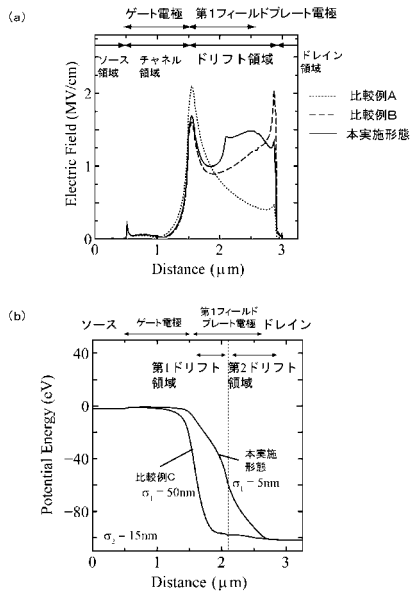 (a)
ゲート電極 第1フィールドプレート電極
ソース領域 チャネル領域 ドリフト領域 ドレイン領域
比較例A
比較例B
本実施形態
Electric Field (MV/cm)
2
1
0
0 1 2 3
Distance (μm)
(b)
第1フィールド
ソース ゲート電極 プレート電極 ドレイン
第1ドリフト領域 第2ドリフト領域
本実施形態
σ₁ = 5nm
比較例C
σ₁ = 50nm
σ₂ = 15nm
Potential Energy (eV)
40
0
−40
−80
0 1 2 3
Distance (μm)